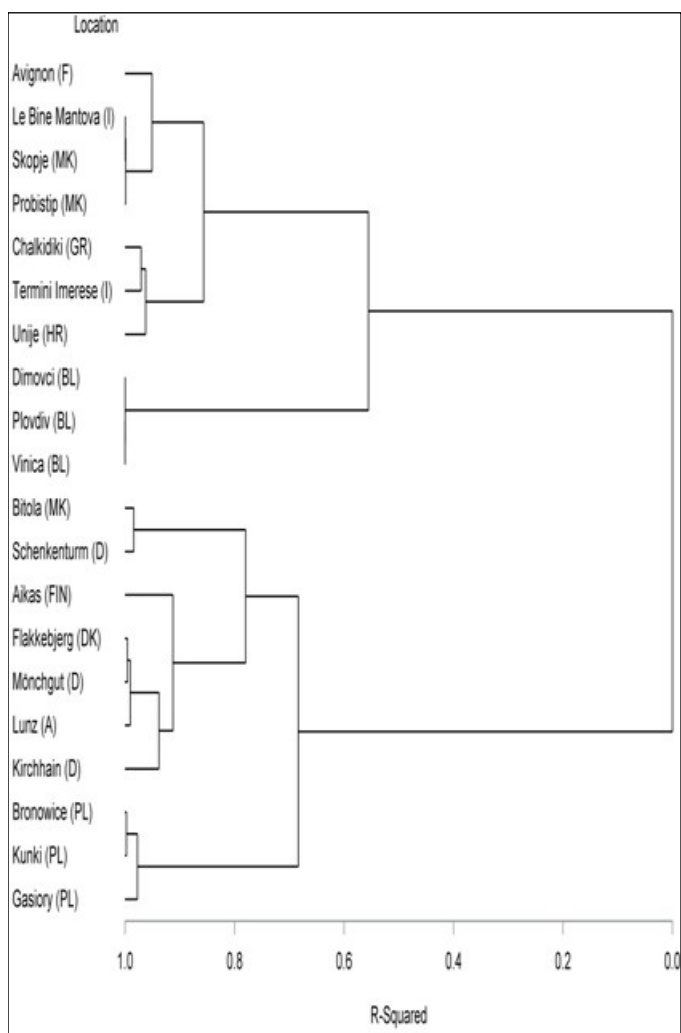 Location
Avignon (F)
Le Bine Mantova (I)
Skopje (MK)
Probistip (MK)
Chalkidiki (GR)
Termini Imerese (I)
Unije (HR)
Dimovci (BL)
Plovdiv (BL)
Vinica (BL)
Bitola (MK)
Schenkenturm (D)
Aikas (FIN)
Flakkebjerg (DK)
Mönchgut (D)
Lunz (A)
Kirchhain (D)
Bronowice (PL)
Kunki (PL)
Gasiory (PL)
1.0 0.8 0.6 0.4 0.2 0.0
R-Squared